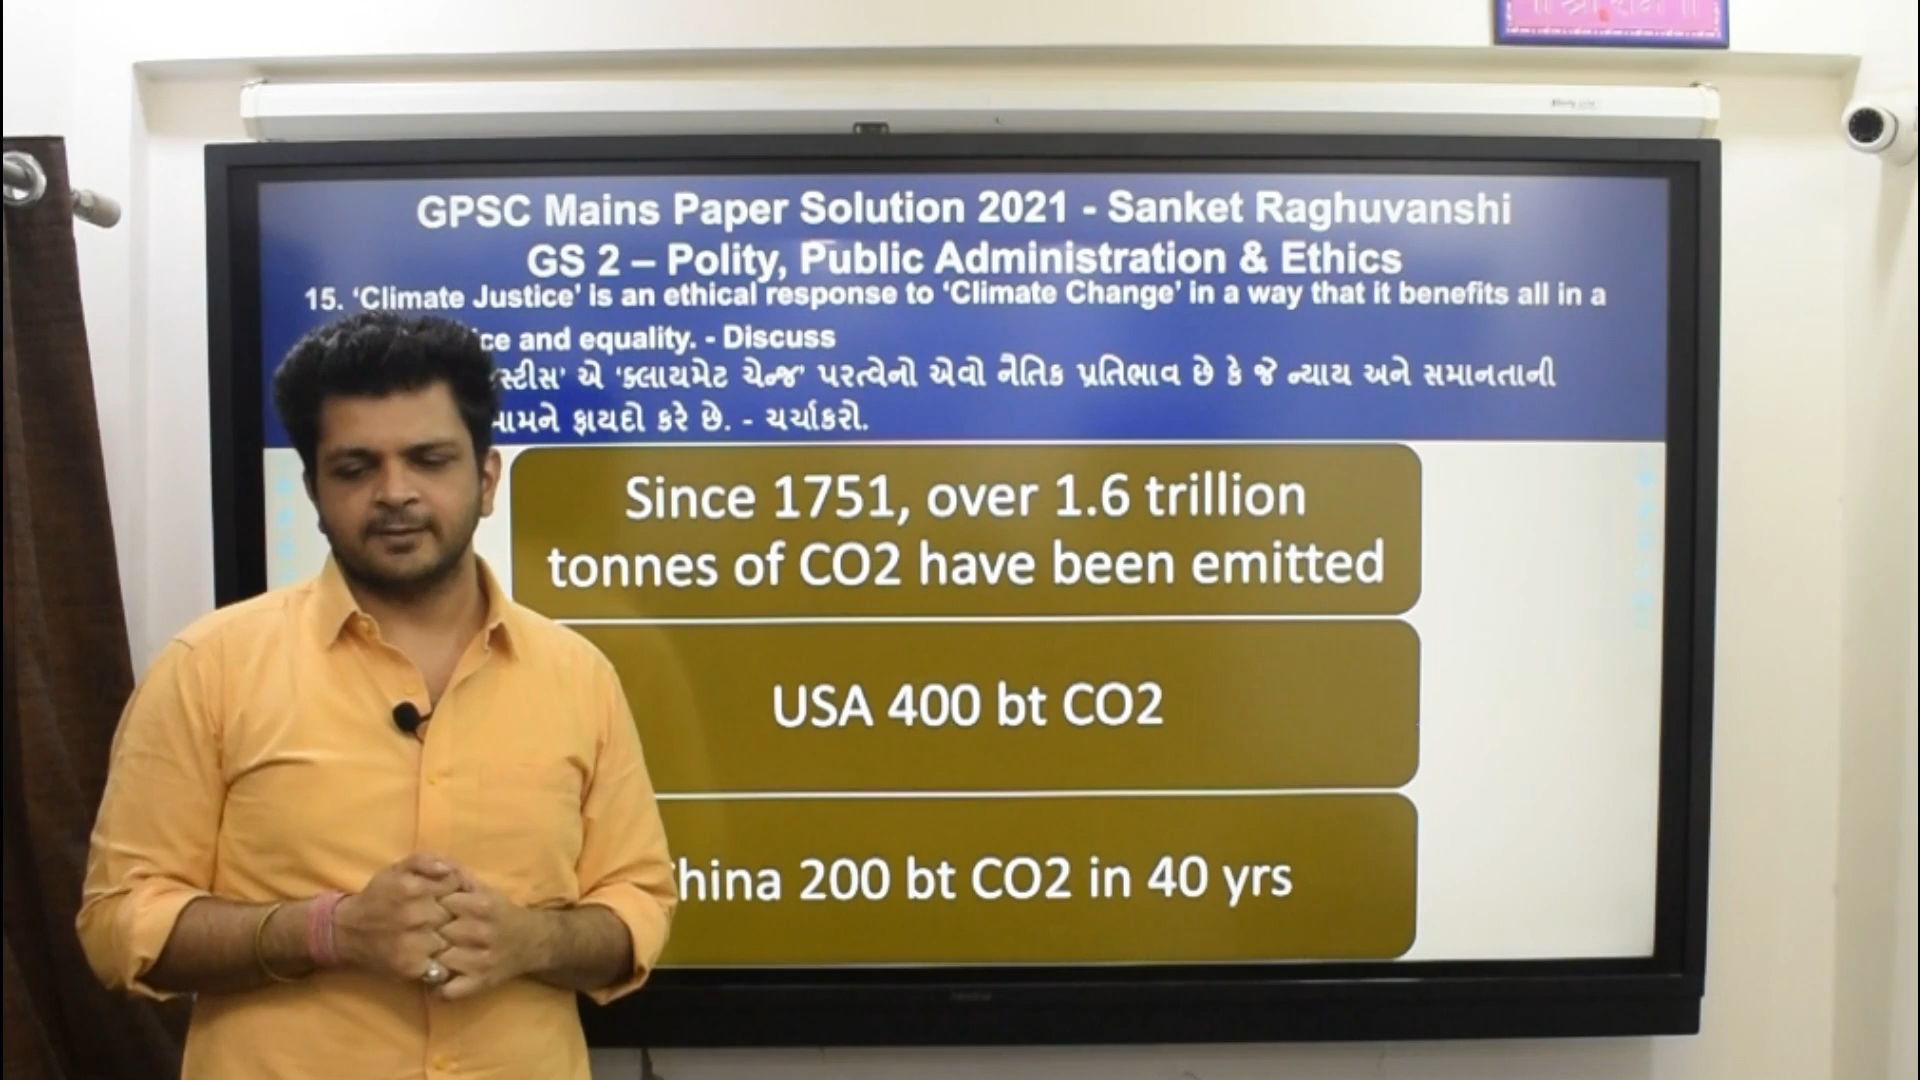 ॥ श्री राम ॥
GPSC Mains Paper Solution 2021 - Sanket Raghuvanshi
GS 2 – Polity, Public Administration & Ethics
15. ‘Climate Justice’ is an ethical response to ‘Climate Change’ in a way that it benefits all in a
ce and equality. - Discuss
સ્ટીસ’ એ ‘ક્લાયમેટ ચેન્જ’ પરત્વેનો એવો નૈતિક પ્રતિભાવ છે કે જે ન્યાય અને સમાનતાની
ામને ફાયદો કરે છે. - ચર્ચાકરો.
Since 1751, over 1.6 trillion
tonnes of CO2 have been emitted
USA 400 bt CO2
hina 200 bt CO2 in 40 yrs